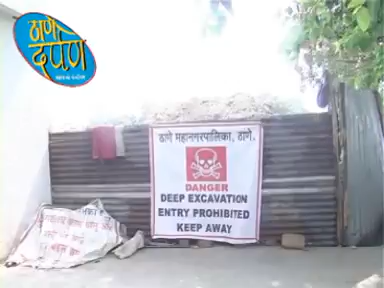 ठाणे
दर्पण
ठाणे महानगरपालिका, ठाणे.
DANGER
DEEP EXCAVATION
ENTRY PROHIBITED
KEEP AWAY